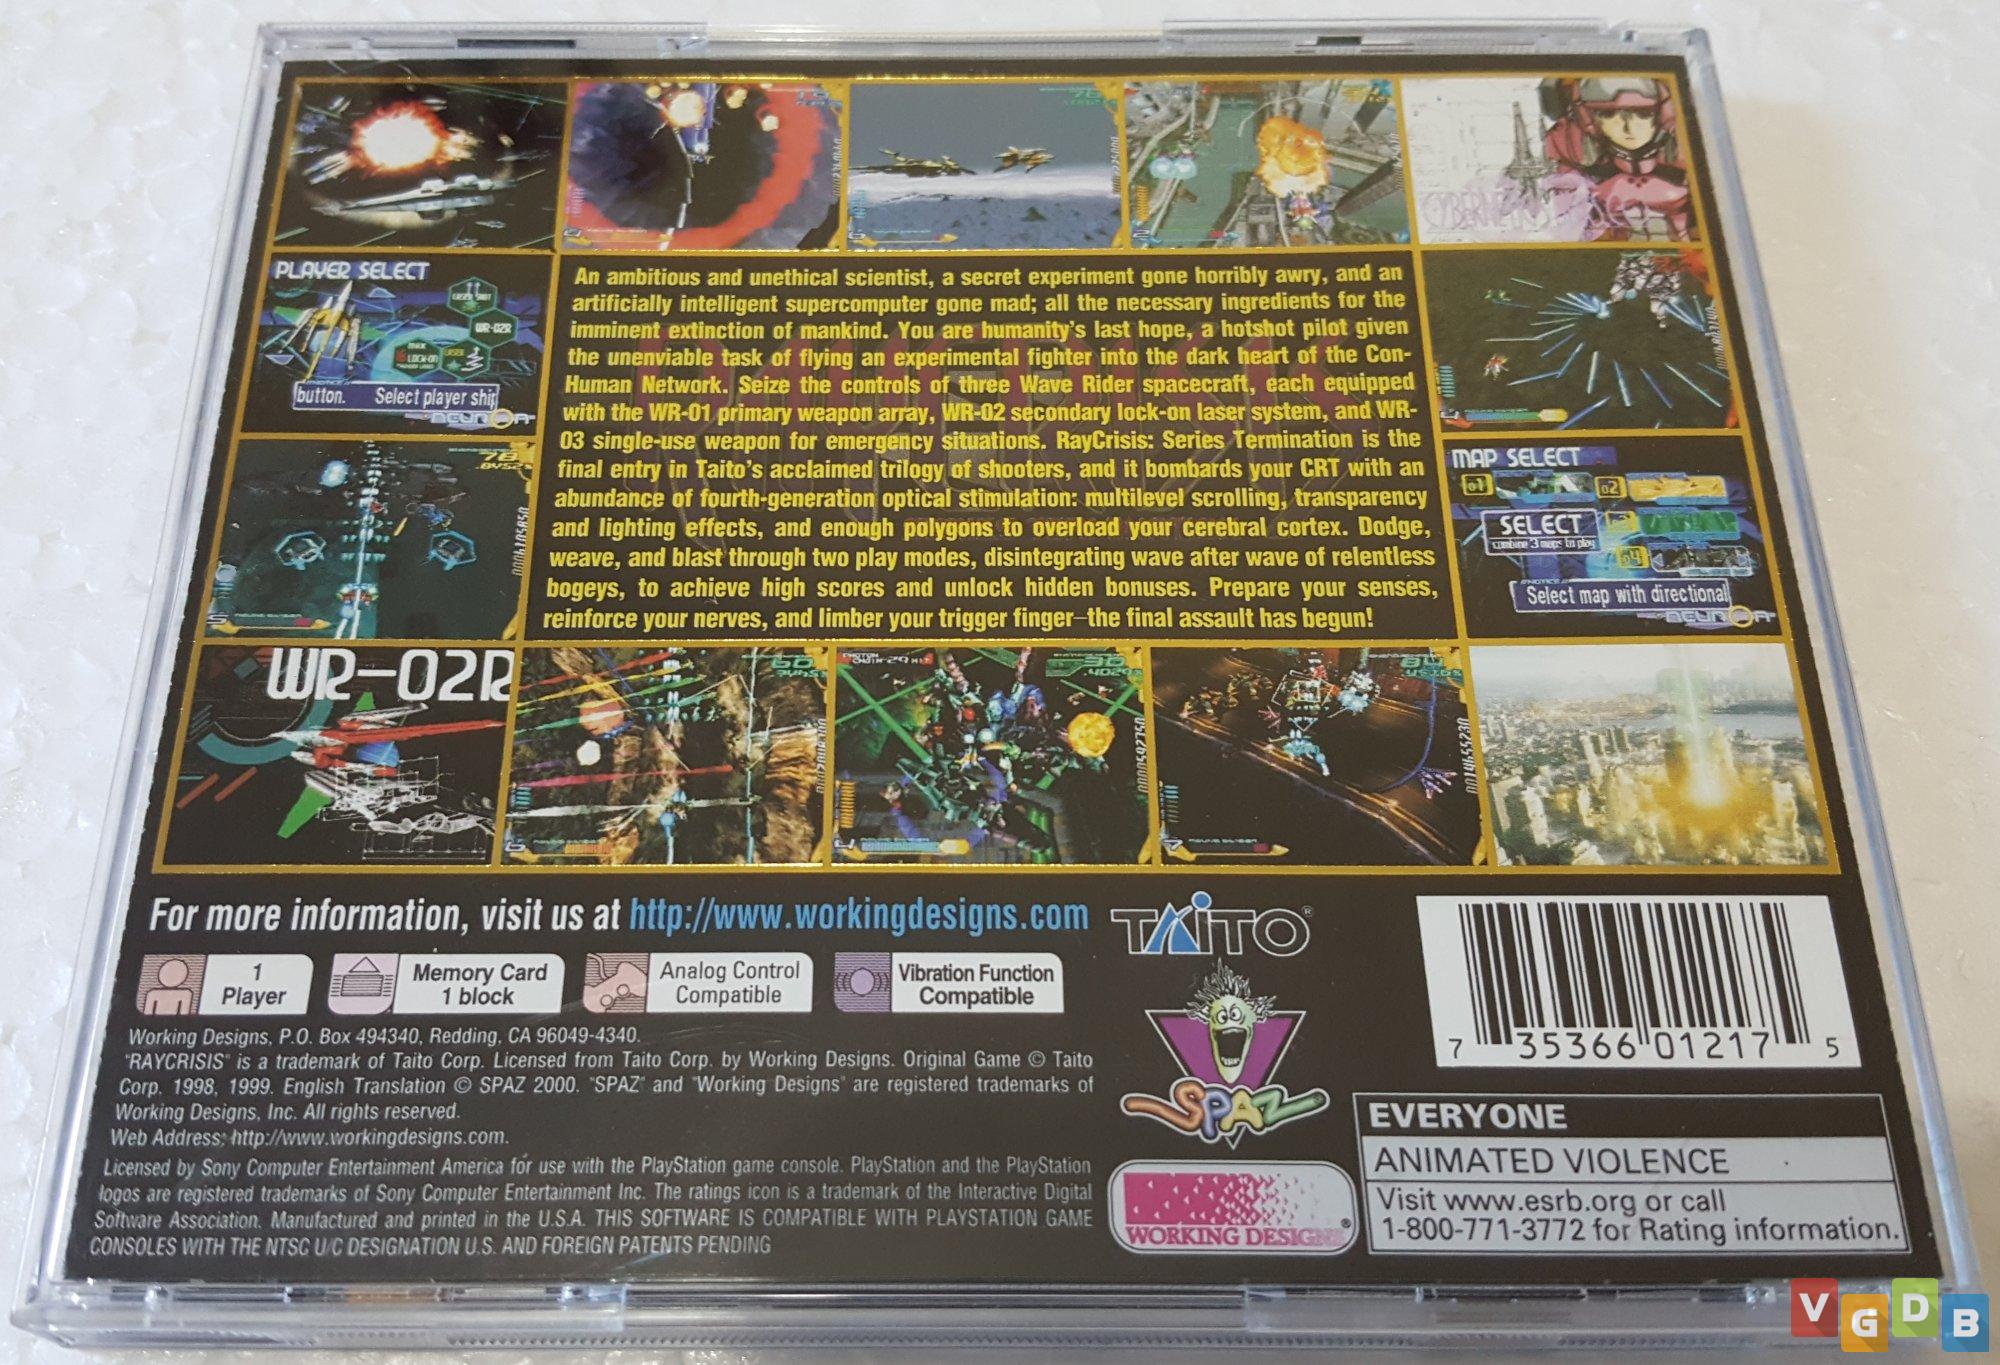 PLAYER SELECT
LASER SHOT
WR-02R
MAX
16 LOCK-ON
LASER
button. Select player ship
78
.8452
WR-02R
An ambitious and unethical scientist, a secret experiment gone horribly awry, and an
artificially intelligent supercomputer gone mad; all the necessary ingredients for the
imminent extinction of mankind. You are humanity's last hope, a hotshot pilot given
the unenviable task of flying an experimental fighter into the dark heart of the Con-
Human Network. Seize the controls of three Wave Rider spacecraft, each equipped
with the WR-01 primary weapon array, WR-02 secondary lock-on laser system, and WR-
03 single-use weapon for emergency situations. RayCrisis: Series Termination is the
final entry in Taito's acclaimed trilogy of shooters, and it bombards your CRT with an
abundance of fourth-generation optical stimulation: multilevel scrolling, transparency
and lighting effects, and enough polygons to overload your cerebral cortex. Dodge,
weave, and blast through two play modes, disintegrating wave after wave of relentless
bogeys, to achieve high scores and unlock hidden bonuses. Prepare your senses,
reinforce your nerves, and limber your trigger finger—the final assault has begun!
MAP SELECT
01
02
SELECT
combine 3 maps to play
04
Select map with directional
For more information, visit us at http://www.workingdesigns.com
TAITO®
1
Player
Memory Card
1 block
Analog Control
Compatible
Vibration Function
Compatible
Working Designs, P.O. Box 494340, Redding, CA 96049-4340.
"RAYCRISIS" is a trademark of Taito Corp. Licensed from Taito Corp. by Working Designs. Original Game © Taito
Corp. 1998, 1999. English Translation © SPAZ 2000. "SPAZ" and "Working Designs" are registered trademarks of
Working Designs, Inc. All rights reserved.
Web Address: http://www.workingdesigns.com.
Licensed by Sony Computer Entertainment America for use with the PlayStation game console. PlayStation and the PlayStation
logos are registered trademarks of Sony Computer Entertainment Inc. The ratings icon is a trademark of the Interactive Digital
Software Association. Manufactured and printed in the U.S.A. THIS SOFTWARE IS COMPATIBLE WITH PLAYSTATION GAME
CONSOLES WITH THE NTSC U/C DESIGNATION U.S. AND FOREIGN PATENTS PENDING
SPAZ
WORKING DESIGNS®
7 35366 01217 5
EVERYONE
ANIMATED VIOLENCE
Visit www.esrb.org or call
1-800-771-3772 for Rating information.
VGDB